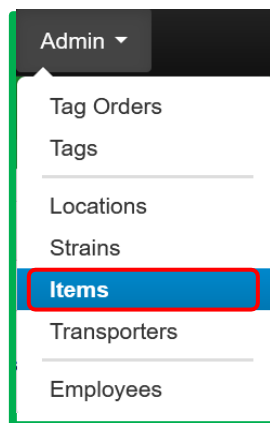 Admin
Tag Orders
Tags
Locations
Strains
Items
Transporters
Employees